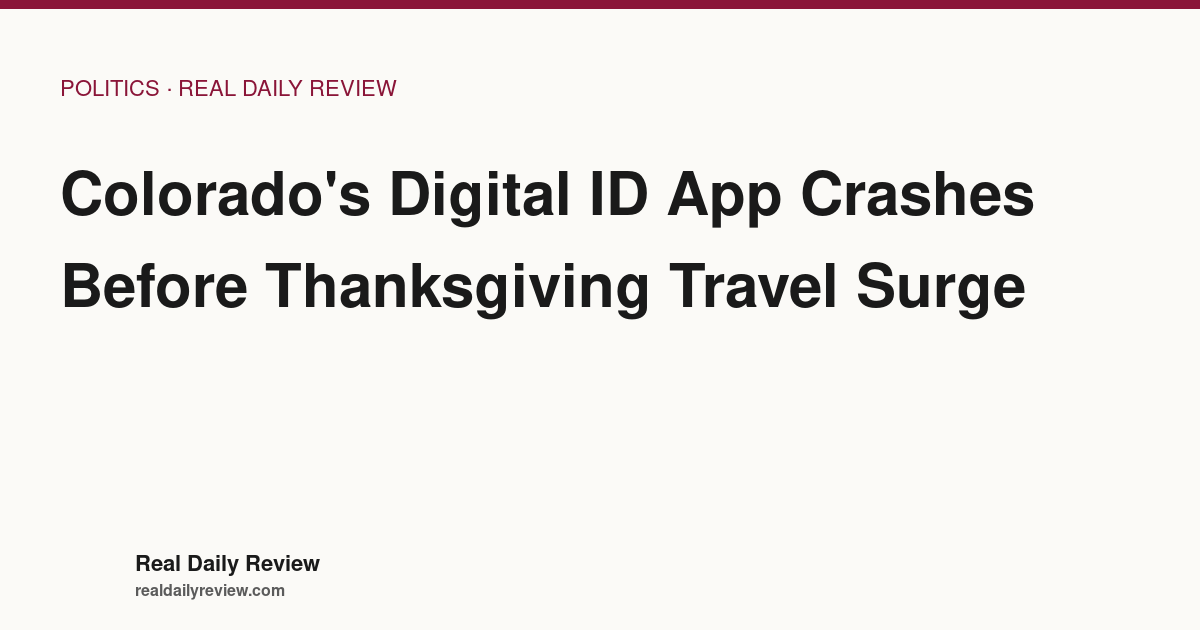 POLITICS · REAL DAILY REVIEW
Colorado's Digital ID App Crashes
Before Thanksgiving Travel Surge
Real Daily Review
realdailyreview.com